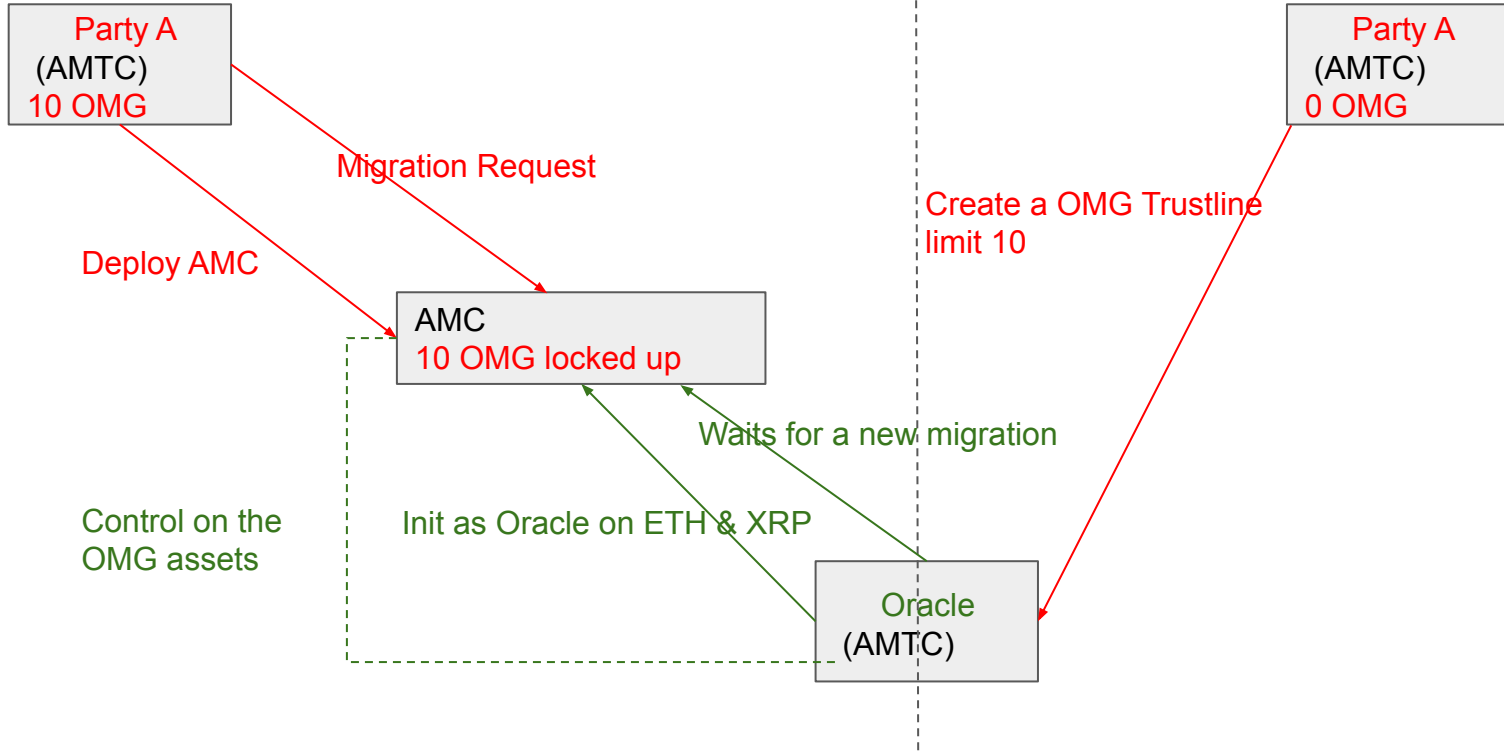 Party A
(AMTC)
10 OMG
Party A
(AMTC)
0 OMG
Migration Request
Create a OMG Trustline
limit 10
Deploy AMC
AMC
10 OMG locked up
Waits for a new migration
Control on the
OMG assets
Init as Oracle on ETH & XRP
Oracle
(AMTC)